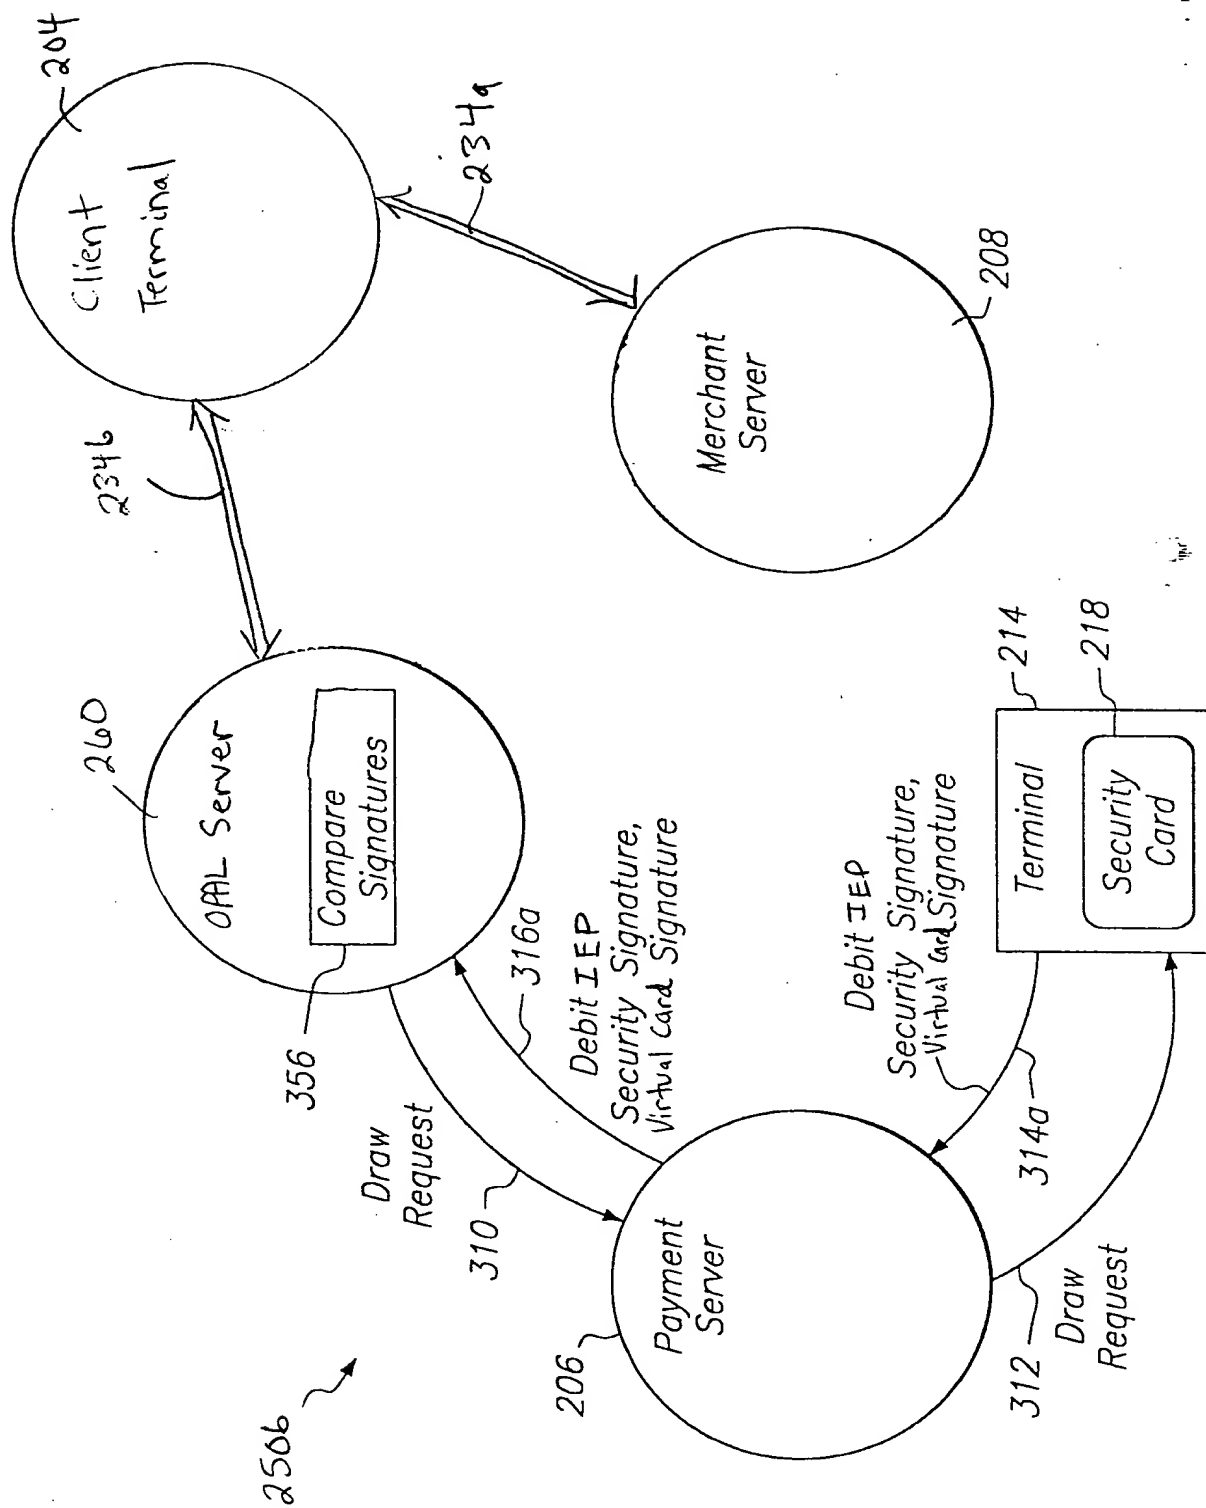 250b
260
OPAL Server
Compare
Signatures
356
234b
204
Client
Terminal
234a
Merchant
Server
208
Draw
Request
310
316a
Debit IEP
Security Signature,
Virtual Card Signature
206
Payment
Server
Debit IEP
Security Signature,
Virtual Card Signature
314a
312
Draw
Request
Terminal
214
Security
Card
218